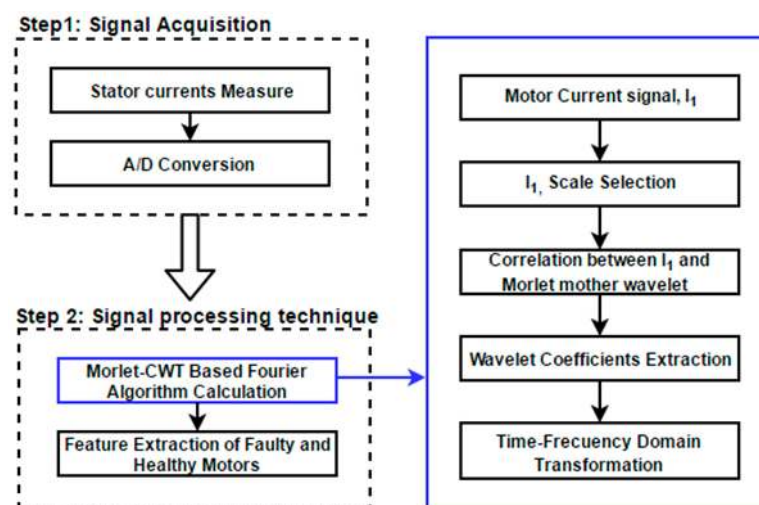 Step1: Signal Acquisition
Stator currents Measure
A/D Conversion
Step 2: Signal processing technique
Morlet-CWT Based Fourier
Algorithm Calculation
Feature Extraction of Faulty and
Healthy Motors
Motor Current signal, I1
I1, Scale Selection
Correlation between I1 and
Morlet mother wavelet
Wavelet Coefficients Extraction
Time-Frecuency Domain
Transformation